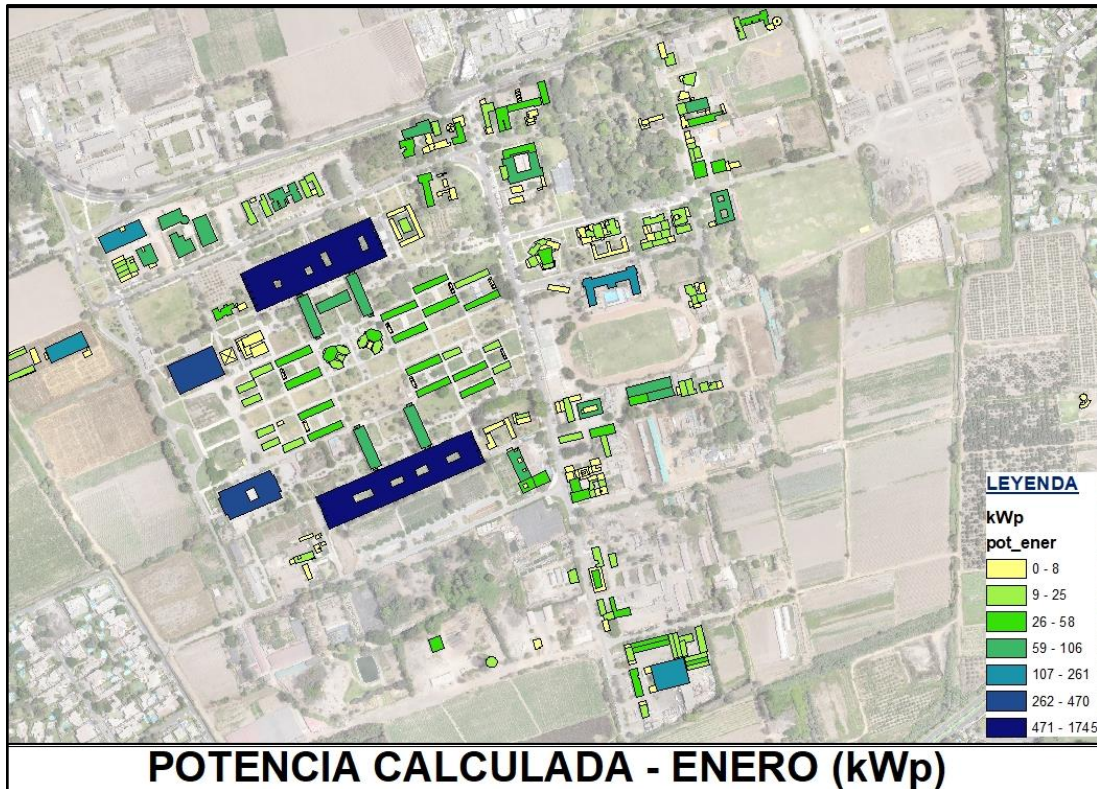 LEYENDA
kWp
pot_ener
0 - 8
9 - 25
26 - 58
59 - 106
107 - 261
262 - 470
471 - 1745
POTENCIA CALCULADA - ENERO (kWp)